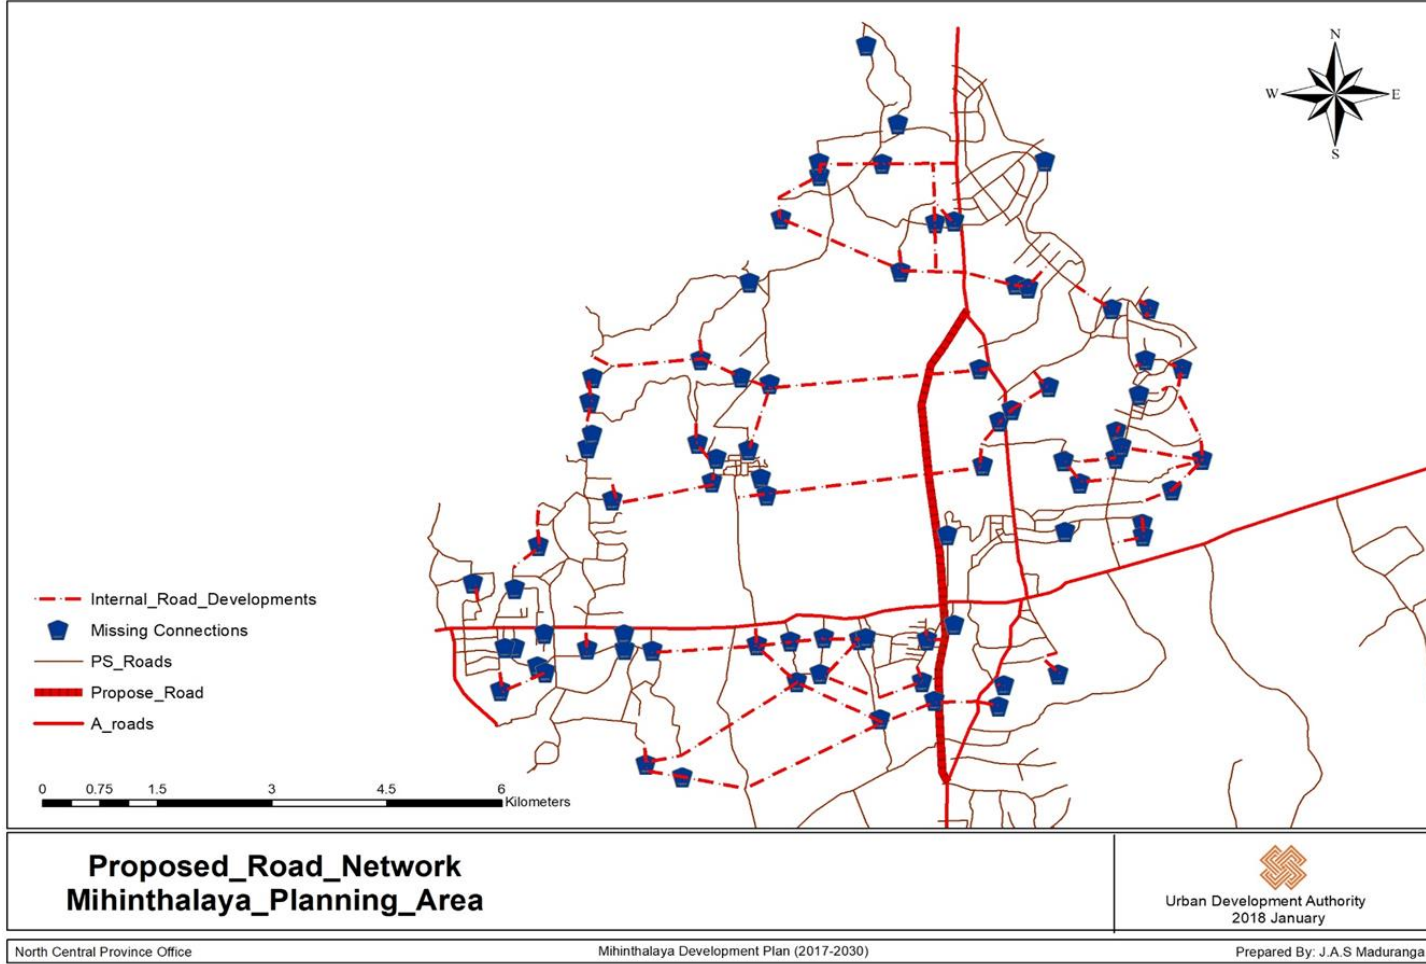 N
W E
S
Internal_Road_Developments
Missing Connections
PS_Roads
Propose_Road
A_roads
0 0.75 1.5 3 4.5 6
Kilometers
Proposed_Road_Network
Mihinthalaya_Planning_Area
Urban Development Authority
2018 January
North Central Province Office
Mihinthalaya Development Plan (2017-2030)
Prepared By: J.A.S Maduranga